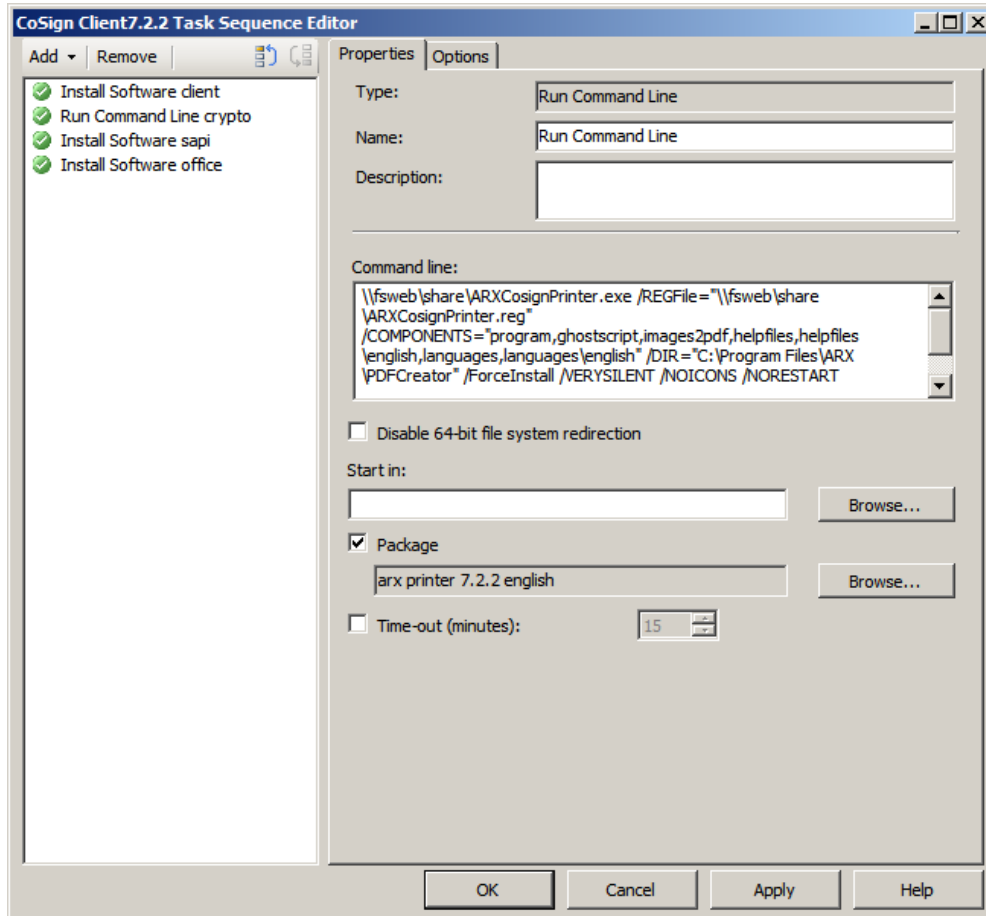 CoSign Client7.2.2 Task Sequence Editor
Add Remove
Install Software client
Run Command Line crypto
Install Software sapi
Install Software office
Properties Options
Type: Run Command Line
Name: Run Command Line
Description:
Command line:
\\fsweb\share\ARXCosignPrinter.exe /REGFile="\\fsweb\share
\ARXCosignPrinter.reg"
/COMPONENTS="program,ghostscript,images2pdf,helpfiles,helpfiles
\english,languages,languages\english" /DIR="C:\Program Files\ARX
\PDFCreator" /ForceInstall /VERYSILENT /NOICONS /NORESTART
Disable 64-bit file system redirection
Start in:
Browse...
Package
arx printer 7.2.2 english Browse...
Time-out (minutes): 15
OK Cancel Apply Help